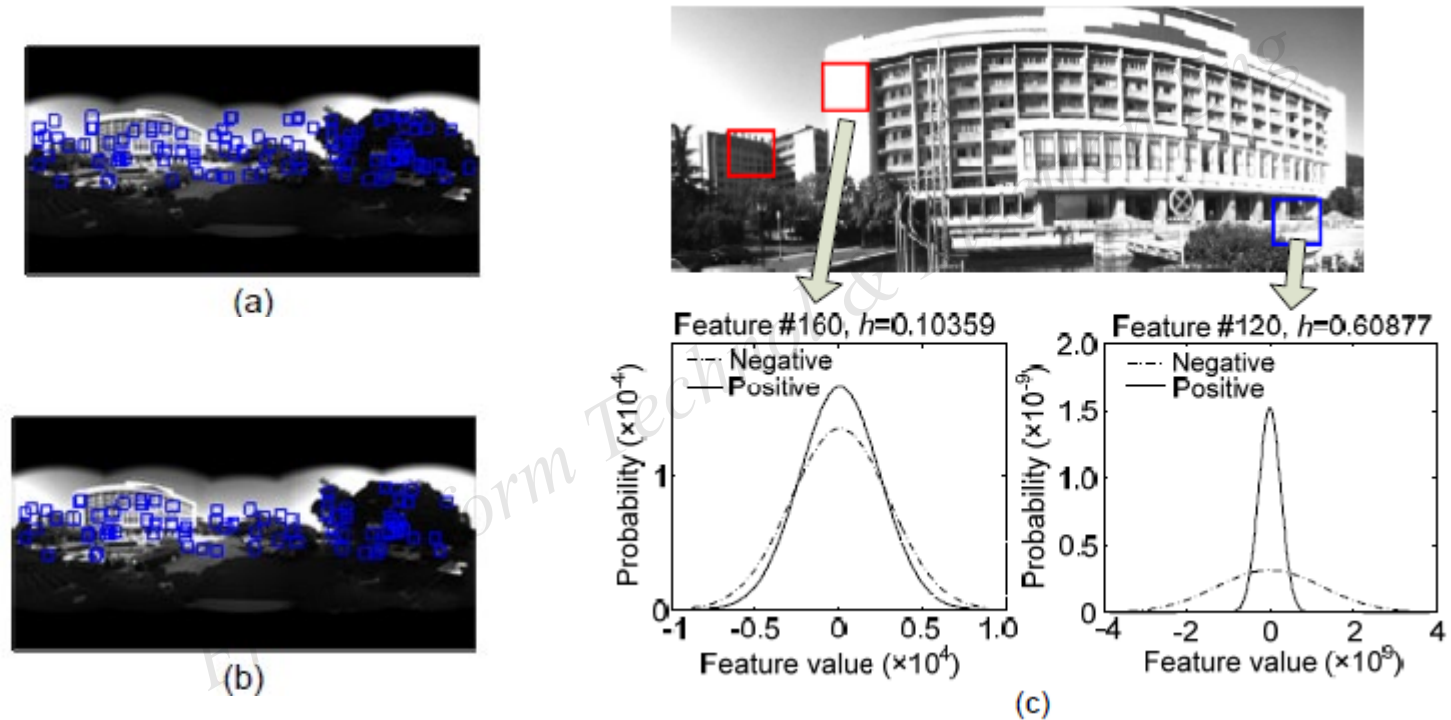 (a)
(b)
Feature #160, h=0.10359
Negative
Positive
Probability (×10⁻⁴)
1
0
-1
-0.5
0
0.5
1.0
Feature value (×10⁴)
Feature #120, h=0.60877
Negative
Positive
Probability (×10⁻⁹)
2.0
1.5
1.0
0.5
0
−4
−2
0
2
4
Feature value (×10⁹)
(c)
form Technol &